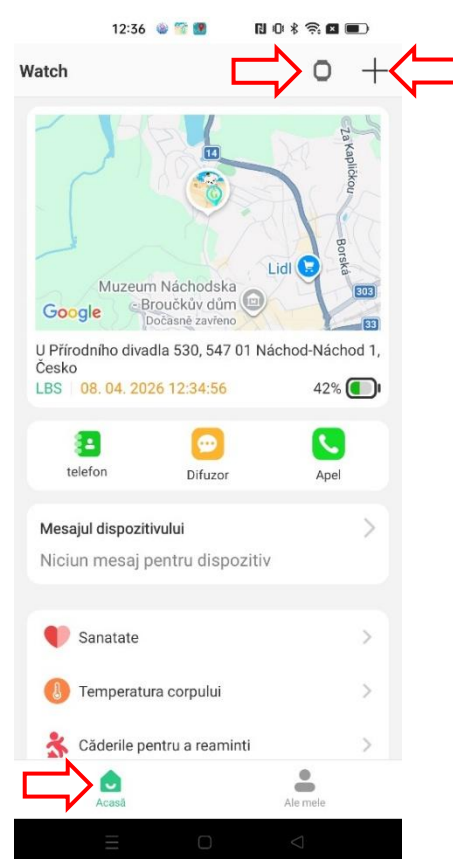 12:36
Watch
Za Kapličkou
14
Borská
Lidl
Muzeum Náchodska
Broučkův dům
Dočasně zavřeno
303
Google
33
U Přírodního divadla 530, 547 01 Náchod-Náchod 1,
Česko
LBS 08. 04. 2026 12:34:56 42%
telefon Difuzor Apel
Mesajul dispozitivului
Niciun mesaj pentru dispozitiv
Sanatate
Temperatura corpului
Căderile pentru a reaminti
Acasă Ale mele